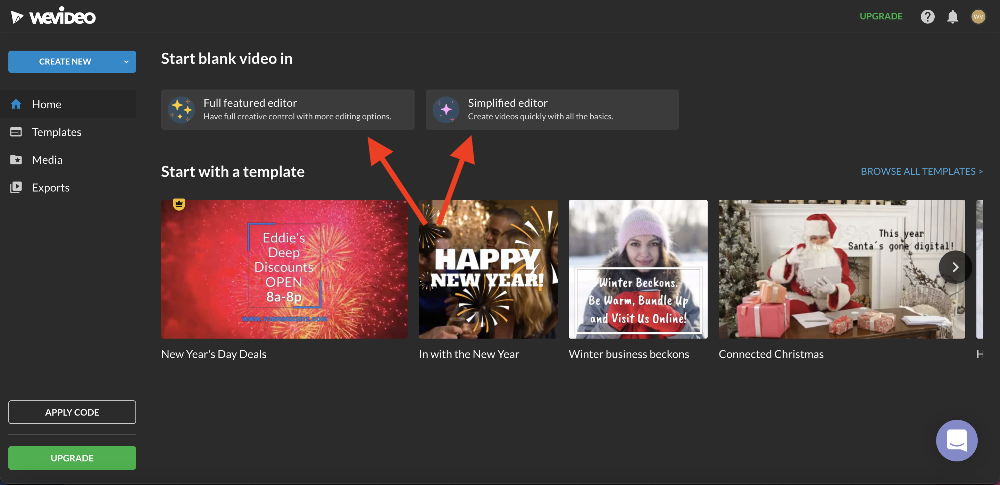 WEVIDEO
UPGRADE
WV
CREATE NEW
Home
Templates
Media
Exports
APPLY CODE
UPGRADE
Start blank video in
Full featured editor
Have full creative control with more editing options.
Simplified editor
Create videos quickly with all the basics.
Start with a template
BROWSE ALL TEMPLATES >
Eddie's
Deep
Discounts
OPEN
8a-8p
WWW.YOURWEBSITE.COM
New Year's Day Deals
HAPPY
NEW YEAR!
In with the New Year
Winter Beckons.
Be Warm, Bundle Up
and Visit Us Online!
Winter business beckons
This year
Santa's gone digital!
Connected Christmas
H